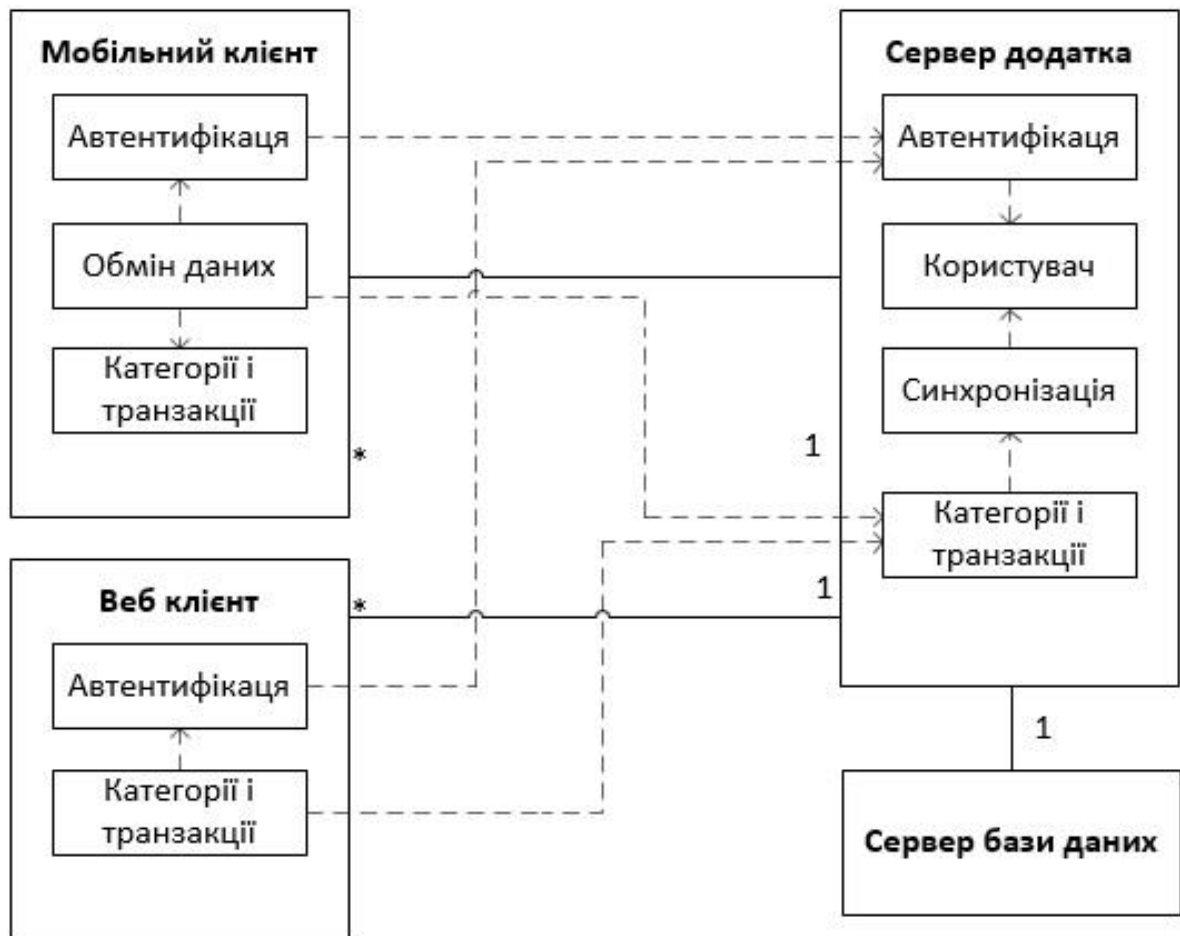 Мобільний клієнт
Автентифікаця
Обмін даних
Категорії і
транзакції
*
Веб клієнт
*
Автентифікаця
Категорії і
транзакції
Сервер додатка
Автентифікаця
Користувач
Синхронізація
1
Категорії і
транзакції
1
1
Сервер бази даних